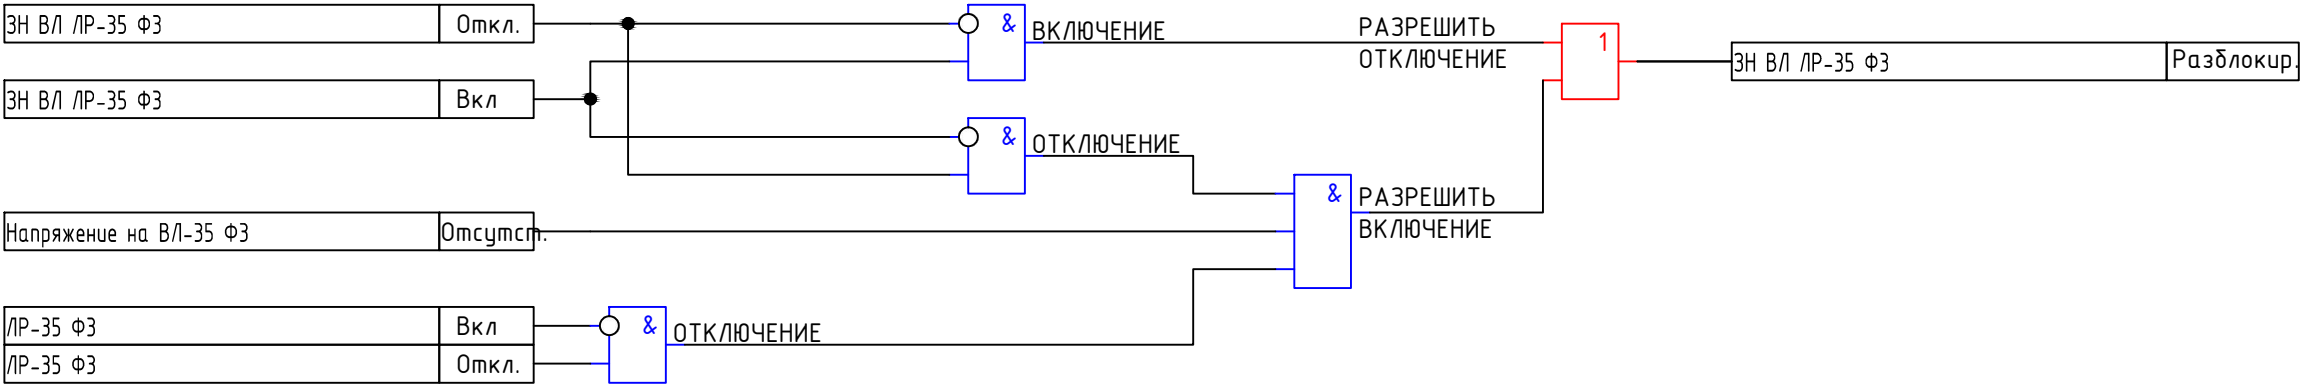 ЗН ВЛ ЛР-35 Ф3 Откл.
& ВКЛЮЧЕНИЕ
РАЗРЕШИТЬ
ОТКЛЮЧЕНИЕ
1
ЗН ВЛ ЛР-35 Ф3 Разблокир.
ЗН ВЛ ЛР-35 Ф3 Вкл
& ОТКЛЮЧЕНИЕ
&
РАЗРЕШИТЬ
ВКЛЮЧЕНИЕ
Напряжение на ВЛ-35 Ф3 Отсутст.
ЛР-35 Ф3 Вкл
& ОТКЛЮЧЕНИЕ
ЛР-35 Ф3 Откл.